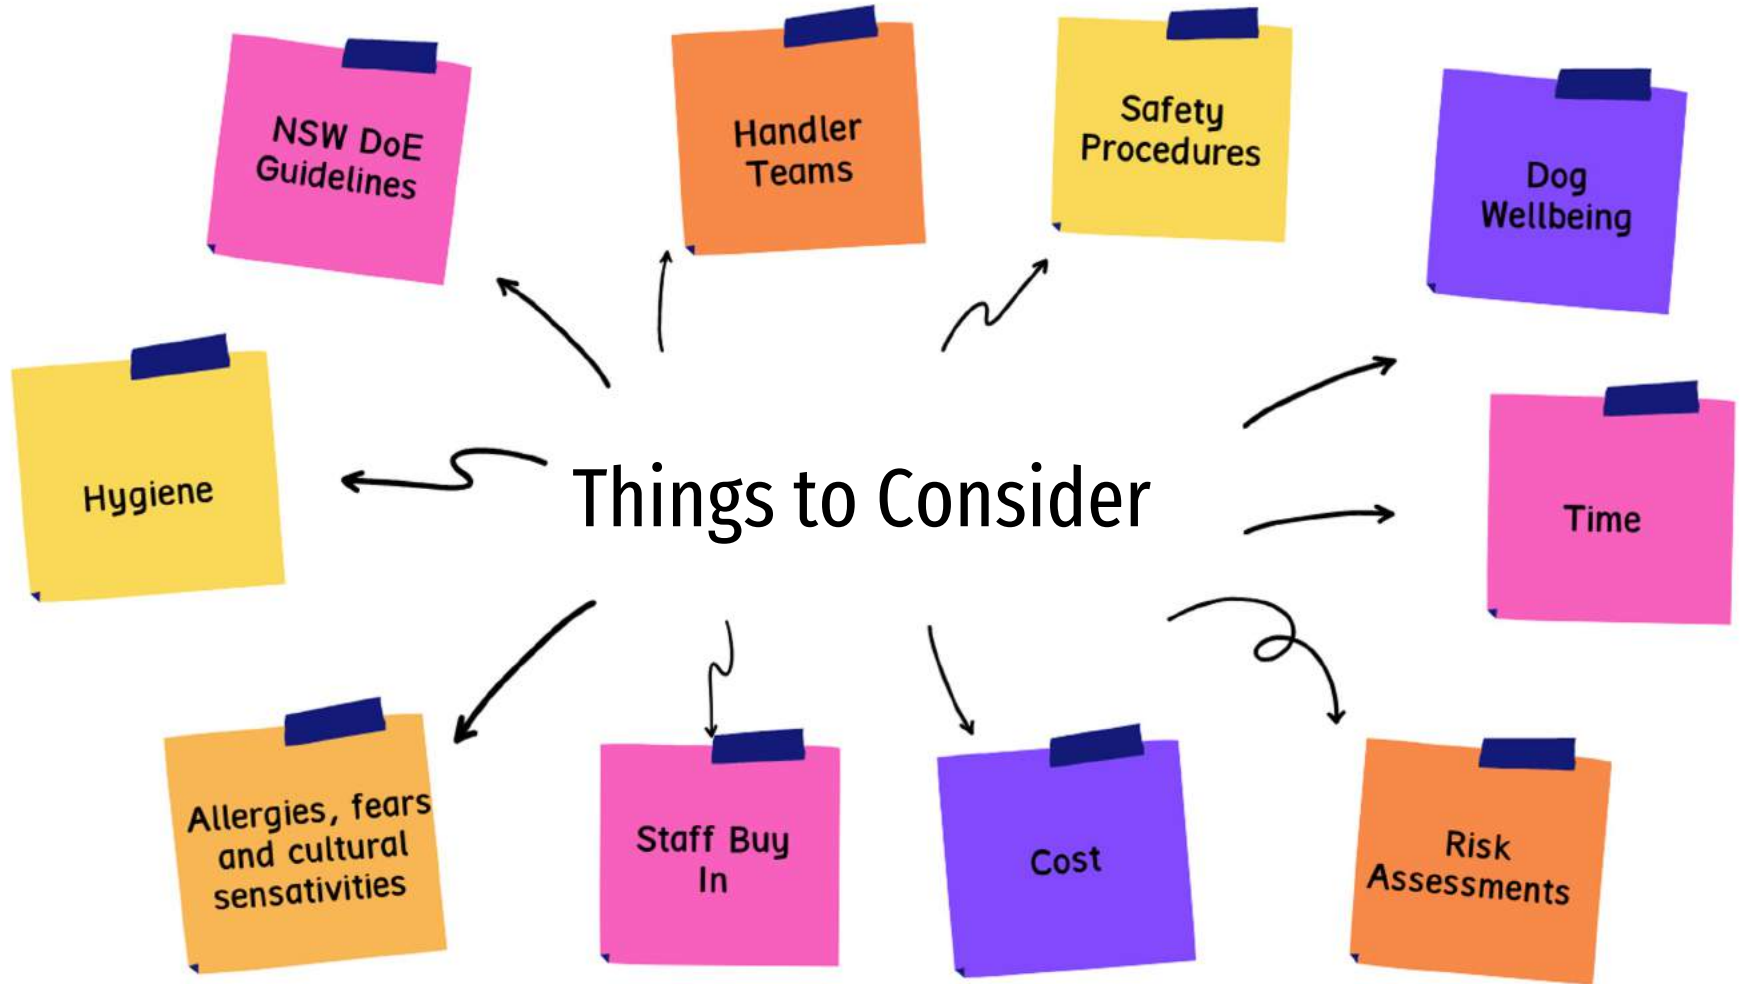 NSW DoE
Guidelines
Handler
Teams
Safety
Procedures
Dog
Wellbeing
Hygiene
Things to Consider
Time
Allergies, fears
and cultural
sensativities
Staff Buy
In
Cost
Risk
Assessments